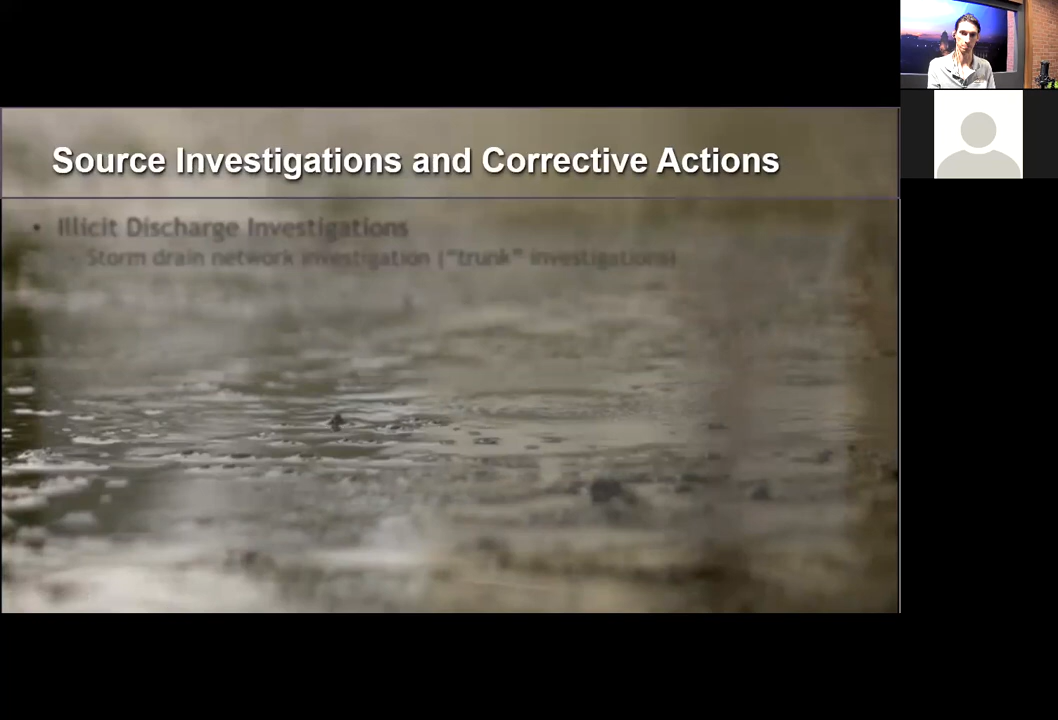 Source Investigations and Corrective Actions
• Illicit Discharge Investigations
- Storm drain network investigation ("trunk" investigations)